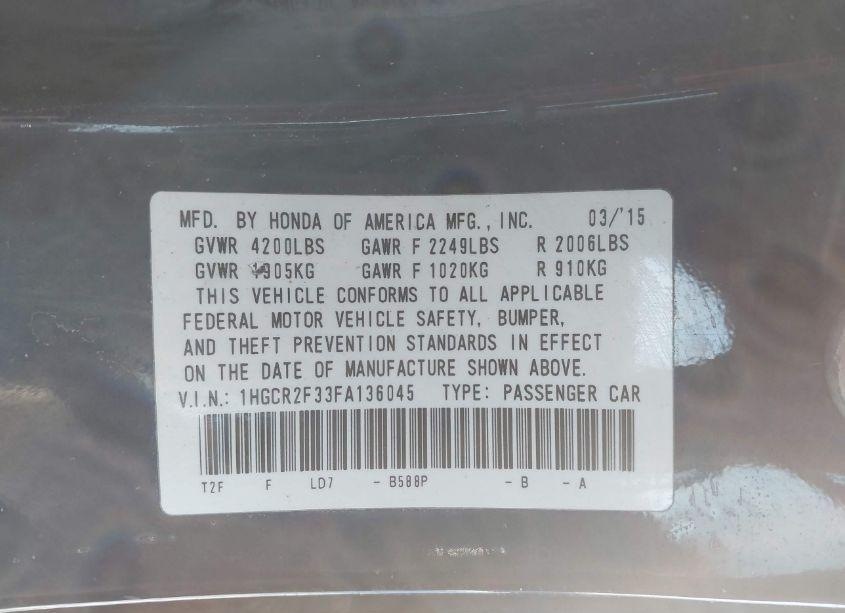 MFD. BY HONDA OF AMERICA MFG., INC. 03/'15
GVWR 4200LBS GAWR F 2249LBS R 2006LBS
GVWR 1905KG GAWR F 1020KG R 910KG
THIS VEHICLE CONFORMS TO ALL APPLICABLE
FEDERAL MOTOR VEHICLE SAFETY, BUMPER,
AND THEFT PREVENTION STANDARDS IN EFFECT
ON THE DATE OF MANUFACTURE SHOWN ABOVE.
V.I.N.: 1HGCR2F33FA136045 TYPE: PASSENGER CAR
T2F F LD7 - B588P - B - A